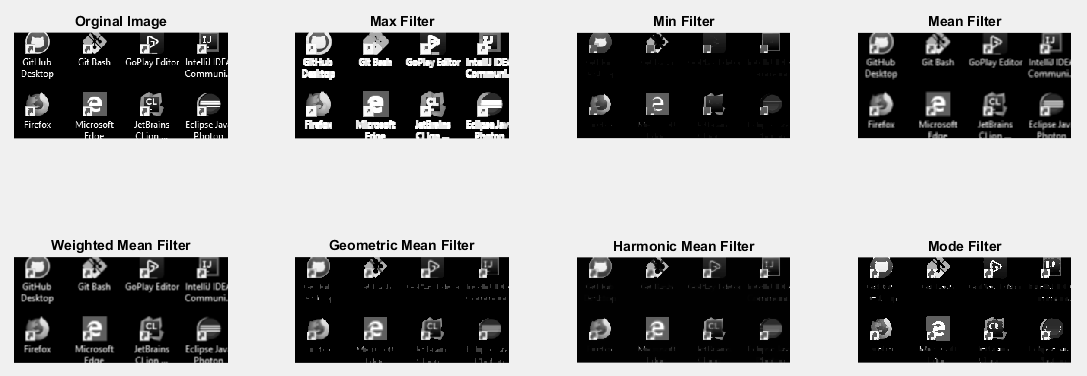 Orginal Image
Max Filter
Min Filter
Mean Filter
GitHub Desktop
Git Bash
GoPlay Editor
IntelliJ IDEA
Communi...
GitHub Desktop
Git Bash
GoPlay Editor
IntelliJ IDEA
Communi...
GitHub Desktop
Git Bash
GoPlay Editor
IntelliJ IDEA
Communi...
Firefox
Microsoft Edge
JetBrains CLion ...
Eclipse Jav
Photon
Firefox
Microsoft Edge
JetBrains CLion ...
Eclipse Jav
Photon
Firefox
Microsoft Edge
JetBrains CLion ...
Eclipse Jav
Photon
Weighted Mean Filter
Geometric Mean Filter
Harmonic Mean Filter
Mode Filter
GitHub Desktop
Git Bash
GoPlay Editor
IntelliJ IDEA
Communi...
Firefox
Microsoft Edge
JetBrains CLion ...
Eclipse Jav
Photon